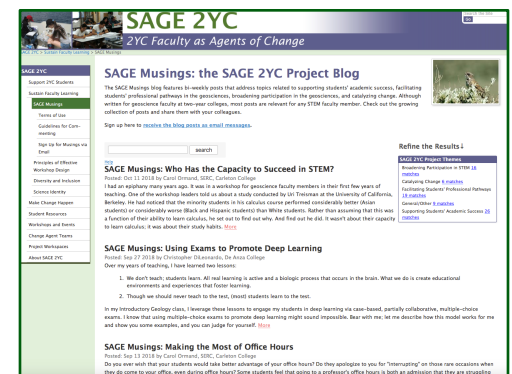 SAGE 2YC
2YC Faculty as Agents of Change
GO
SAGE 2YC > Sustain Faculty Learning > SAGE Musings
SAGE 2YC
Support 2YC Students
Sustain Faculty Learning
SAGE Musings
Terms of Use
Guidelines for Com-
menting
Sign Up for Musings via
Email
Principles of Effective
Workshop Design
Diversity and Inclusion
Science Identity
Make Change Happen
Student Resources
Workshops and Events
Change Agent Teams
Project Workspaces
About SAGE 2YC
SAGE Musings: the SAGE 2YC Project Blog
The SAGE Musings blog features bi-weekly posts that address topics related to supporting students' academic success, facilitating
students' professional pathways in the geosciences, broadening participation in the geosciences, and catalyzing change. Although
written for geoscience faculty at two-year colleges, most posts are relevant for any STEM faculty member. Check out the growing
collection of posts and share them with your colleagues.
Sign up here to receive the blog posts as email messages.
search
Help
Refine the Results↓
SAGE 2YC Project Themes
Broadening Participation in STEM 16
matches
Catalyzing Change 6 matches
Facilitating Students' Professional Pathways
19 matches
General/Other 9 matches
Supporting Students' Academic Success 26
matches
SAGE Musings: Who Has the Capacity to Succeed in STEM?
Posted: Oct 11 2018 by Carol Ormand, SERC, Carleton College
I had an epiphany many years ago. It was in a workshop for geoscience faculty members in their first few years of
teaching. One of the workshop leaders told us about a study conducted by Uri Treisman at the University of California,
Berkeley. He had noticed that the minority students in his calculus course performed considerably better (Asian
students) or considerably worse (Black and Hispanic students) than White students. Rather than assuming that this was
a function of their ability to learn calculus, he set out to find out why. And find out he did. It wasn't about their capacity
to learn calculus; it was about their study habits. More
SAGE Musings: Using Exams to Promote Deep Learning
Posted: Sep 27 2018 by Christopher DiLeonardo, De Anza College
Over my years of teaching, I have learned two lessons:
1. We don't teach; students learn. All real learning is active and a biologic process that occurs in the brain. What we do is create educational
environments and experiences that foster learning.
2. Though we should never teach to the test, (most) students learn to the test.
In my Introductory Geology class, I leverage these lessons to engage my students in deep learning via case-based, partially collaborative, multiple-choice
exams. I know that using multiple-choice exams to promote deep learning might sound impossible. Bear with me; let me describe how this model works for me
and show you some examples, and you can judge for yourself. More
SAGE Musings: Making the Most of Office Hours
Posted: Sep 13 2018 by Carol Ormand, SERC, Carleton College
Do you ever wish that your students would take better advantage of your office hours? Do they apologize to you for "interrupting" on those rare occasions when
they do come to your office, even during office hours? Some students feel that going to a professor's office hours is both an admission that they are struggling